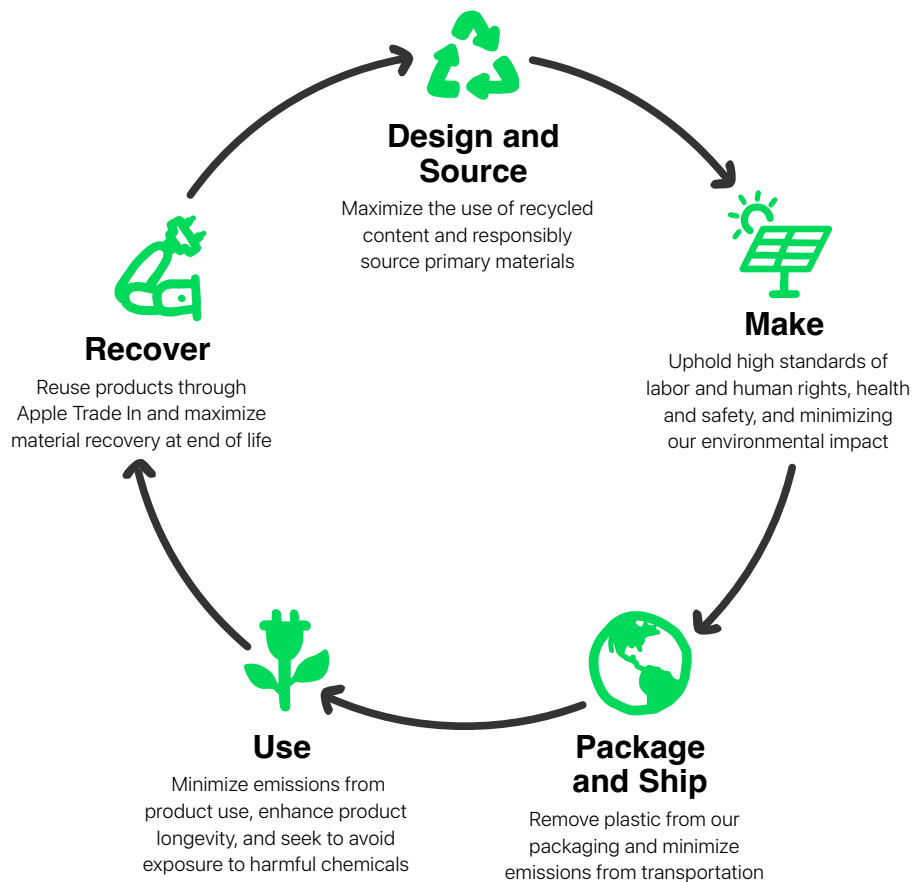 Design and
Source
Maximize the use of recycled
content and responsibly
source primary materials
Make
Uphold high standards of
labor and human rights, health
and safety, and minimizing
our environmental impact
Package
and Ship
Remove plastic from our
packaging and minimize
emissions from transportation
Use
Minimize emissions from
product use, enhance product
longevity, and seek to avoid
exposure to harmful chemicals
Recover
Reuse products through
Apple Trade In and maximize
material recovery at end of life